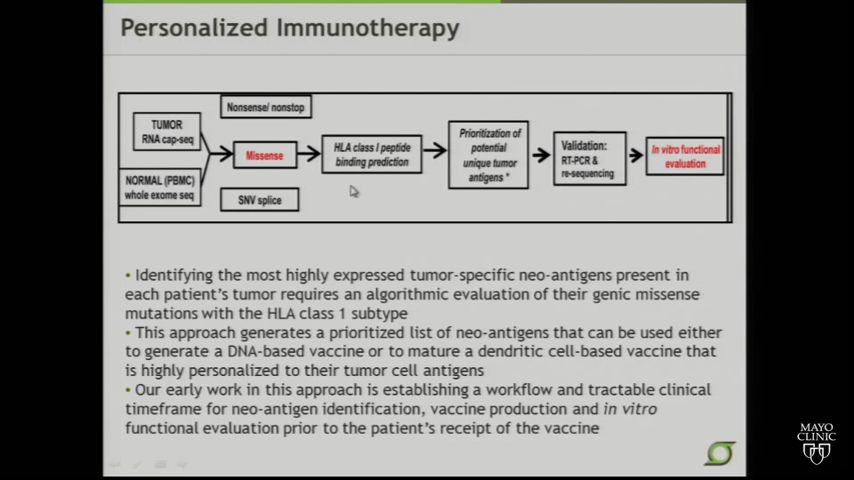 Personalized Immunotherapy
Nonsense/ nonstop
TUMOR
RNA cap-seq
Missense
HLA class I peptide
binding prediction
Prioritization of
potential
unique tumor
antigens *
Validation:
RT-PCR &
re-sequencing
In vitro functional
evaluation
NORMAL (PBMC)
whole exome seq
SNV splice
• Identifying the most highly expressed tumor-specific neo-antigens present in
each patient's tumor requires an algorithmic evaluation of their genic missense
mutations with the HLA class 1 subtype
• This approach generates a prioritized list of neo-antigens that can be used either
to generate a DNA-based vaccine or to mature a dendritic cell-based vaccine that
is highly personalized to their tumor cell antigens
• Our early work in this approach is establishing a workflow and tractable clinical
timeframe for neo-antigen identification, vaccine production and in vitro
functional evaluation prior to the patient's receipt of the vaccine
MAYO
CLINIC